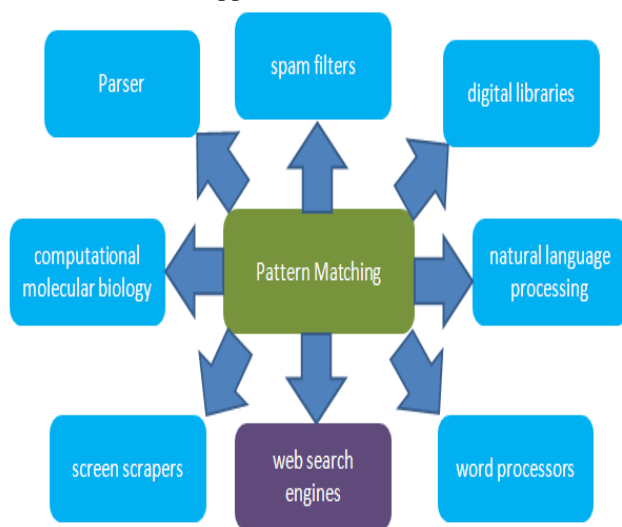 Parser
spam filters
digital libraries
computational
molecular biology
Pattern Matching
natural language
processing
screen scrapers
web search
engines
word processors